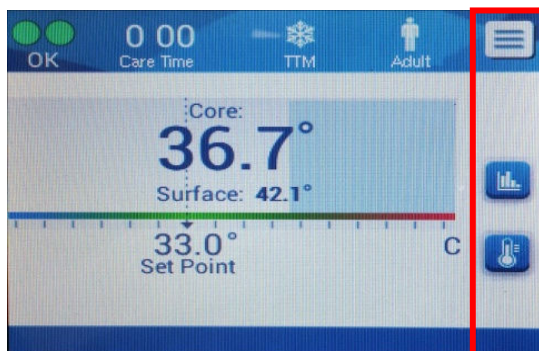 OK
0 00
Care Time
TTM
Adult
Core:
36.7°
Surface: 42.1°
33.0°
Set Point
C